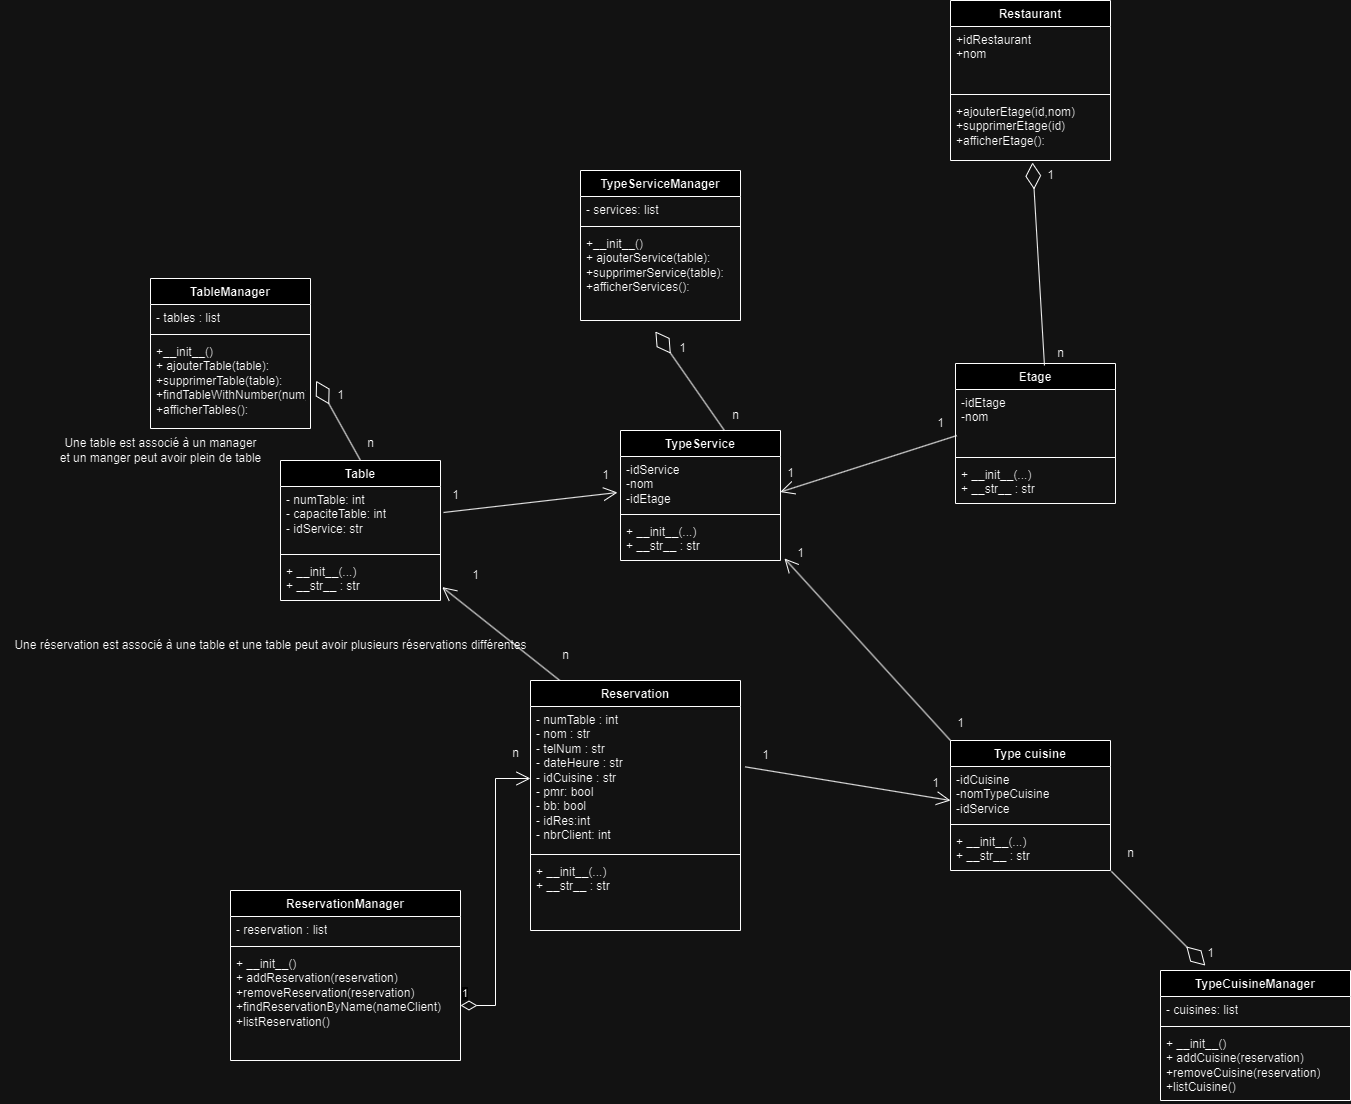 Restaurant
+idRestaurant
+nom
+ajouterEtage(id,nom)
+supprimerEtage(id)
+afficherEtage():
1
n
TypeServiceManager
- services: list
+__init__()
+ ajouterService(table):
+supprimerService(table):
+afficherServices():
1
n
TableManager
- tables : list
+__init__()
+ ajouterTable(table):
+supprimerTable(table):
+findTableWithNumber(num
+afficherTables():
1
n
Une table est associé à un manager
et un manger peut avoir plein de table
Etage
-idEtage
-nom
+ __init__(...)
+ __str__ : str
1
1
TypeService
-idService
-nom
-idEtage
+ __init__(...)
+ __str__ : str
1
1
Table
- numTable: int
- capaciteTable: int
- idService: str
+ __init__(...)
+ __str__ : str
1
1
1
n
Une réservation est associé à une table et une table peut avoir plusieurs réservations différentes
Reservation
- numTable : int
- nom : str
- telNum : str
- dateHeure : str
- idCuisine : str
- pmr: bool
- bb: bool
- idRes:int
- nbrClient: int
+ __init__(...)
+ __str__ : str
n
1
1
Type cuisine
-idCuisine
-nomTypeCuisine
-idService
+ __init__(...)
+ __str__ : str
n
1
ReservationManager
- reservation : list
+ __init__()
+ addReservation(reservation)
+removeReservation(reservation)
+findReservationByName(nameClient)
+listReservation()
1
TypeCuisineManager
- cuisines: list
+ __init__()
+ addCuisine(reservation)
+removeCuisine(reservation)
+listCuisine()